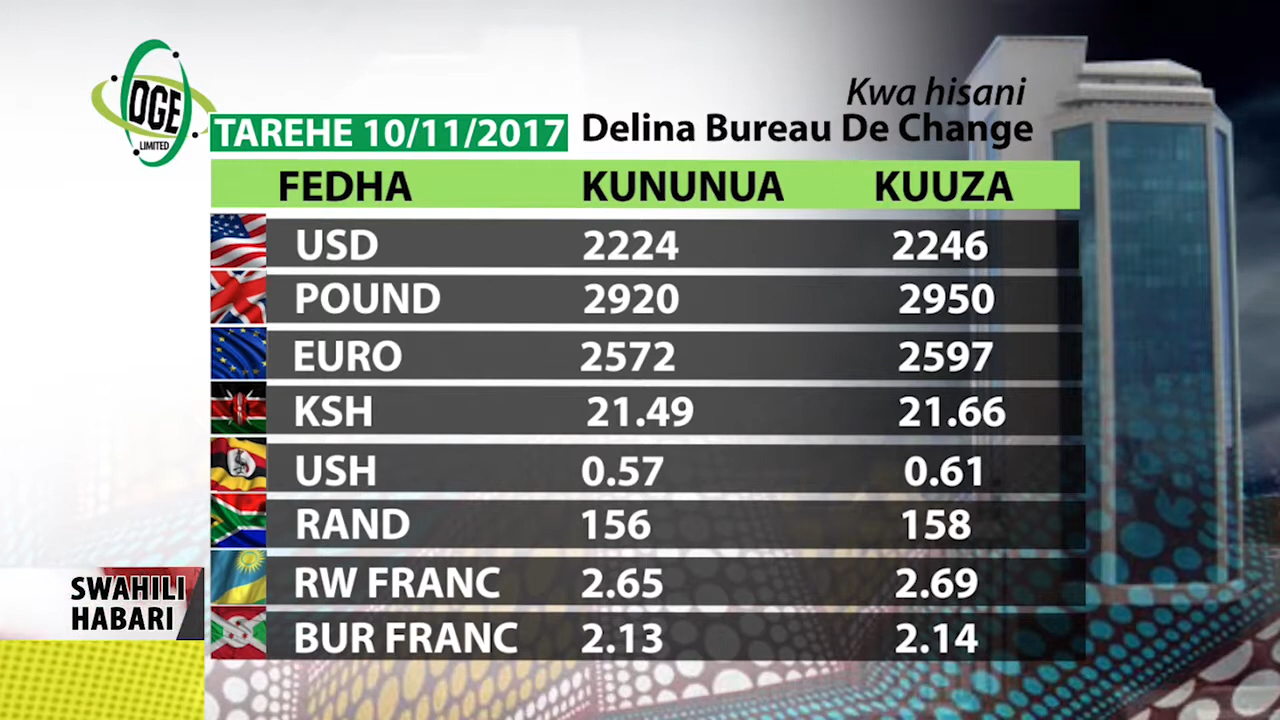 DGE
LIMITED
Kwa hisani
TAREHE 10/11/2017 Delina Bureau De Change
FEDHA KUNUNUA KUUZA
USD 2224 2246
POUND 2920 2950
EURO 2572 2597
KSH 21.49 21.66
USH 0.57 0.61
RAND 156 158
RW FRANC 2.65 2.69
BUR FRANC 2.13 2.14
SWAHILI
HABARI